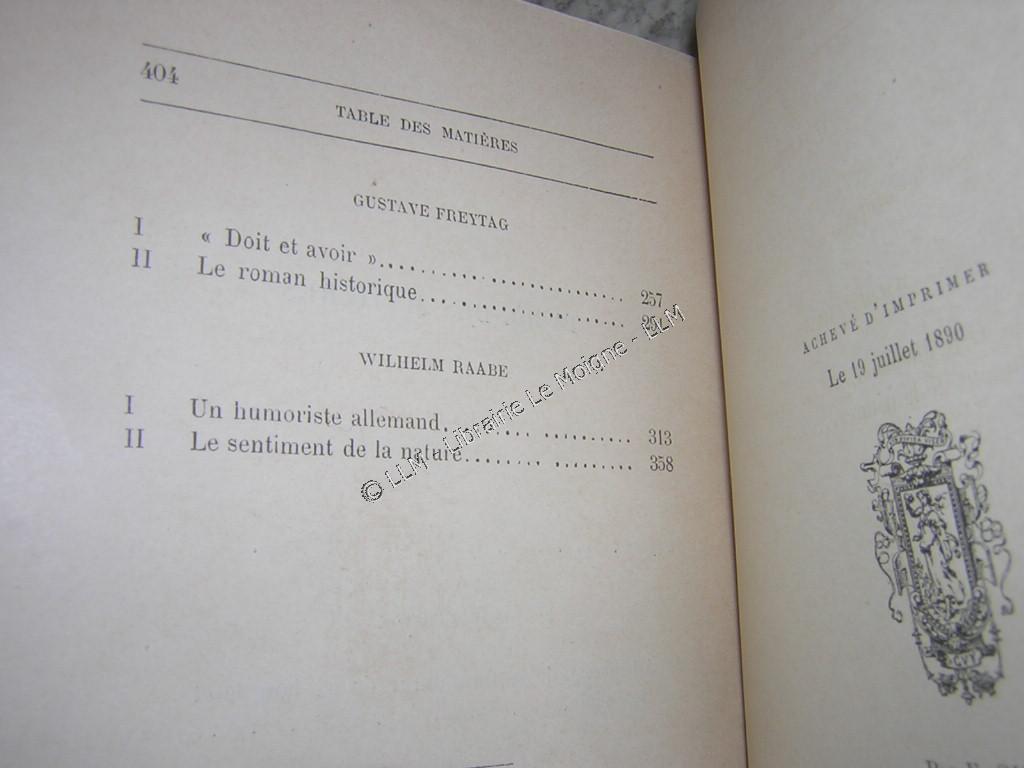 404
TABLE DES MATIÈRES
GUSTAVE FREYTAG
I « Doit et avoir »........................ 257
II Le roman historique...................
WILHELM RAABE
I Un humoriste allemand................... 313
II Le sentiment de la nature................. 358
© LLM - Librairie Le Moigne - LLM
ACHEVÉ D'IMPRIMER
Le 19 juillet 1890